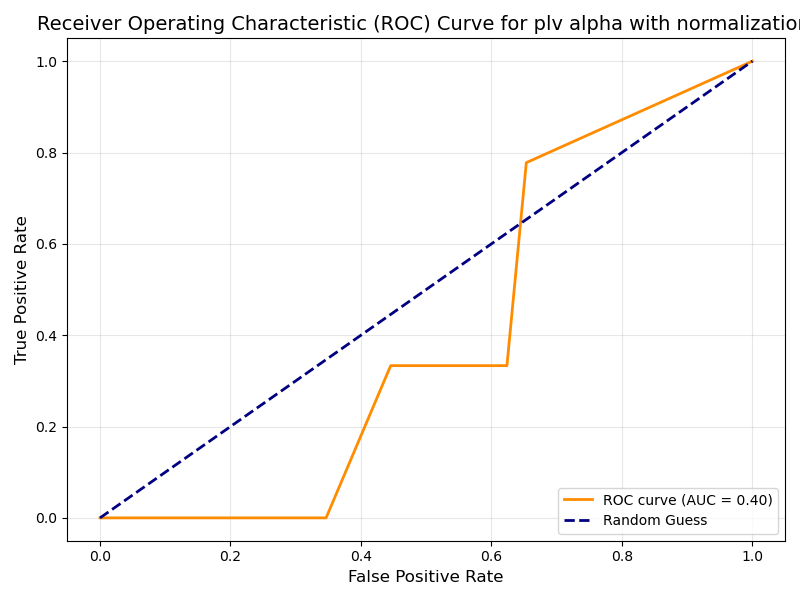 Receiver Operating Characteristic (ROC) Curve for plv alpha with normalization
True Positive Rate
1.0
0.8
0.6
0.4
0.2
0.0
0.0 0.2 0.4 0.6 0.8 1.0
False Positive Rate
ROC curve (AUC = 0.40)
Random Guess